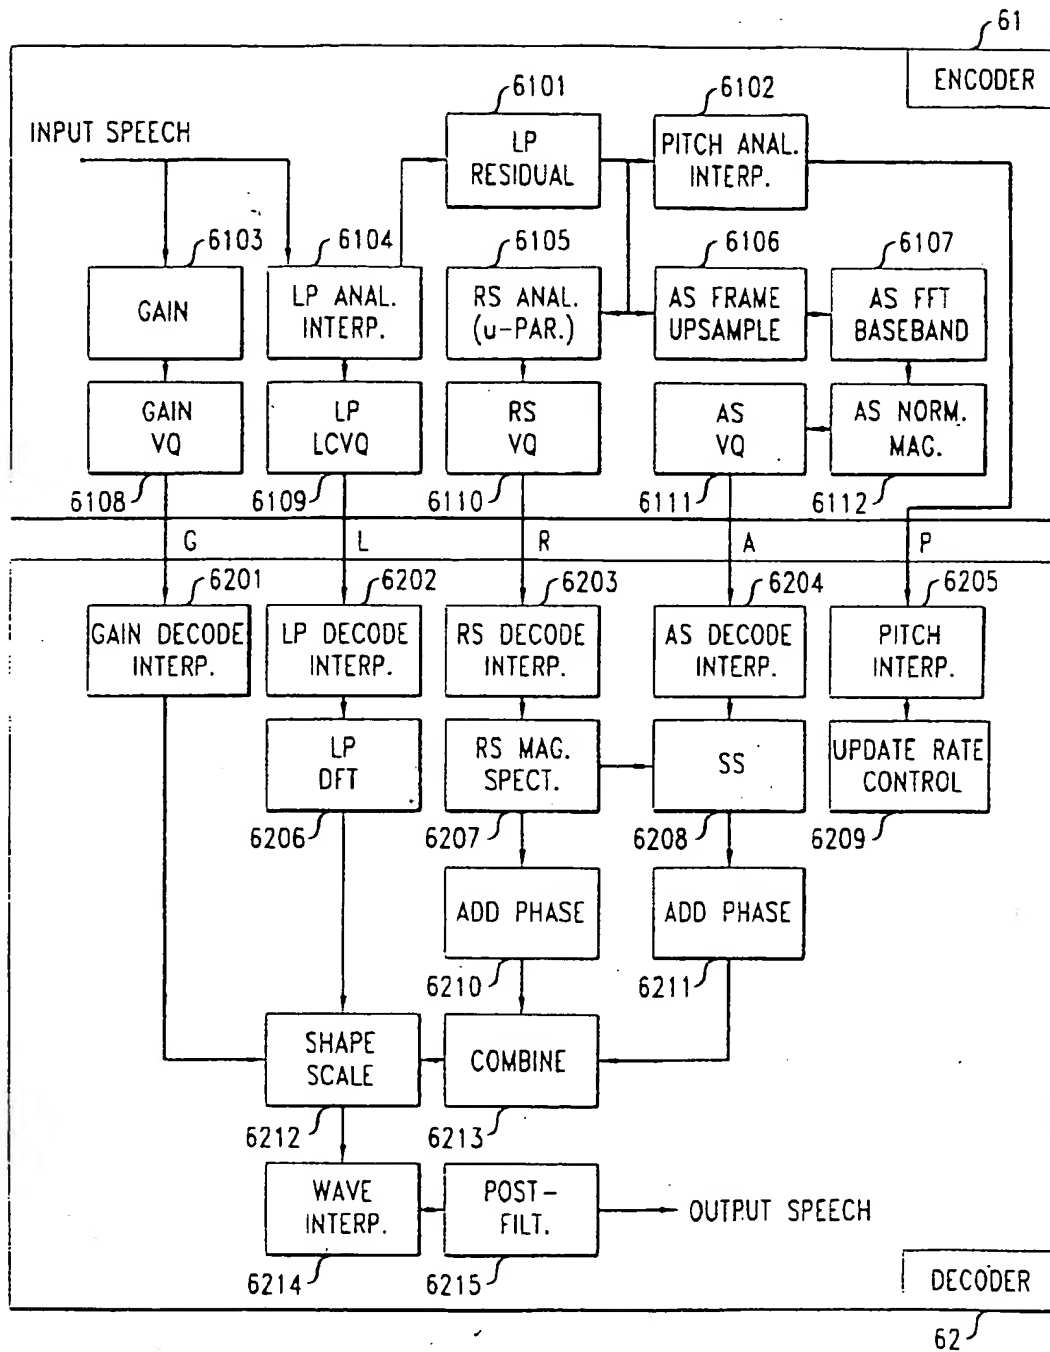 61
ENCODER
INPUT SPEECH
6101
LP
RESIDUAL
6102
PITCH ANAL.
INTERP.
6103
GAIN
6104
LP ANAL.
INTERP.
6105
RS ANAL.
(u-PAR.)
6106
AS FRAME
UPSAMPLE
6107
AS FFT
BASEBAND
GAIN
VQ
6108
LP
LCVQ
6109
RS
VQ
6110
AS
VQ
6111
AS NORM.
MAG.
6112
G
L
R
A
P
6201
GAIN DECODE
INTERP.
6202
LP DECODE
INTERP.
6203
RS DECODE
INTERP.
6204
AS DECODE
INTERP.
6205
PITCH
INTERP.
LP
DFT
6206
RS MAG.
SPECT.
6207
SS
6208
UPDATE RATE
CONTROL
6209
ADD PHASE
6210
ADD PHASE
6211
SHAPE
SCALE
6212
COMBINE
6213
WAVE
INTERP.
6214
POST-
FILT.
6215
OUTPUT SPEECH
DECODER
62